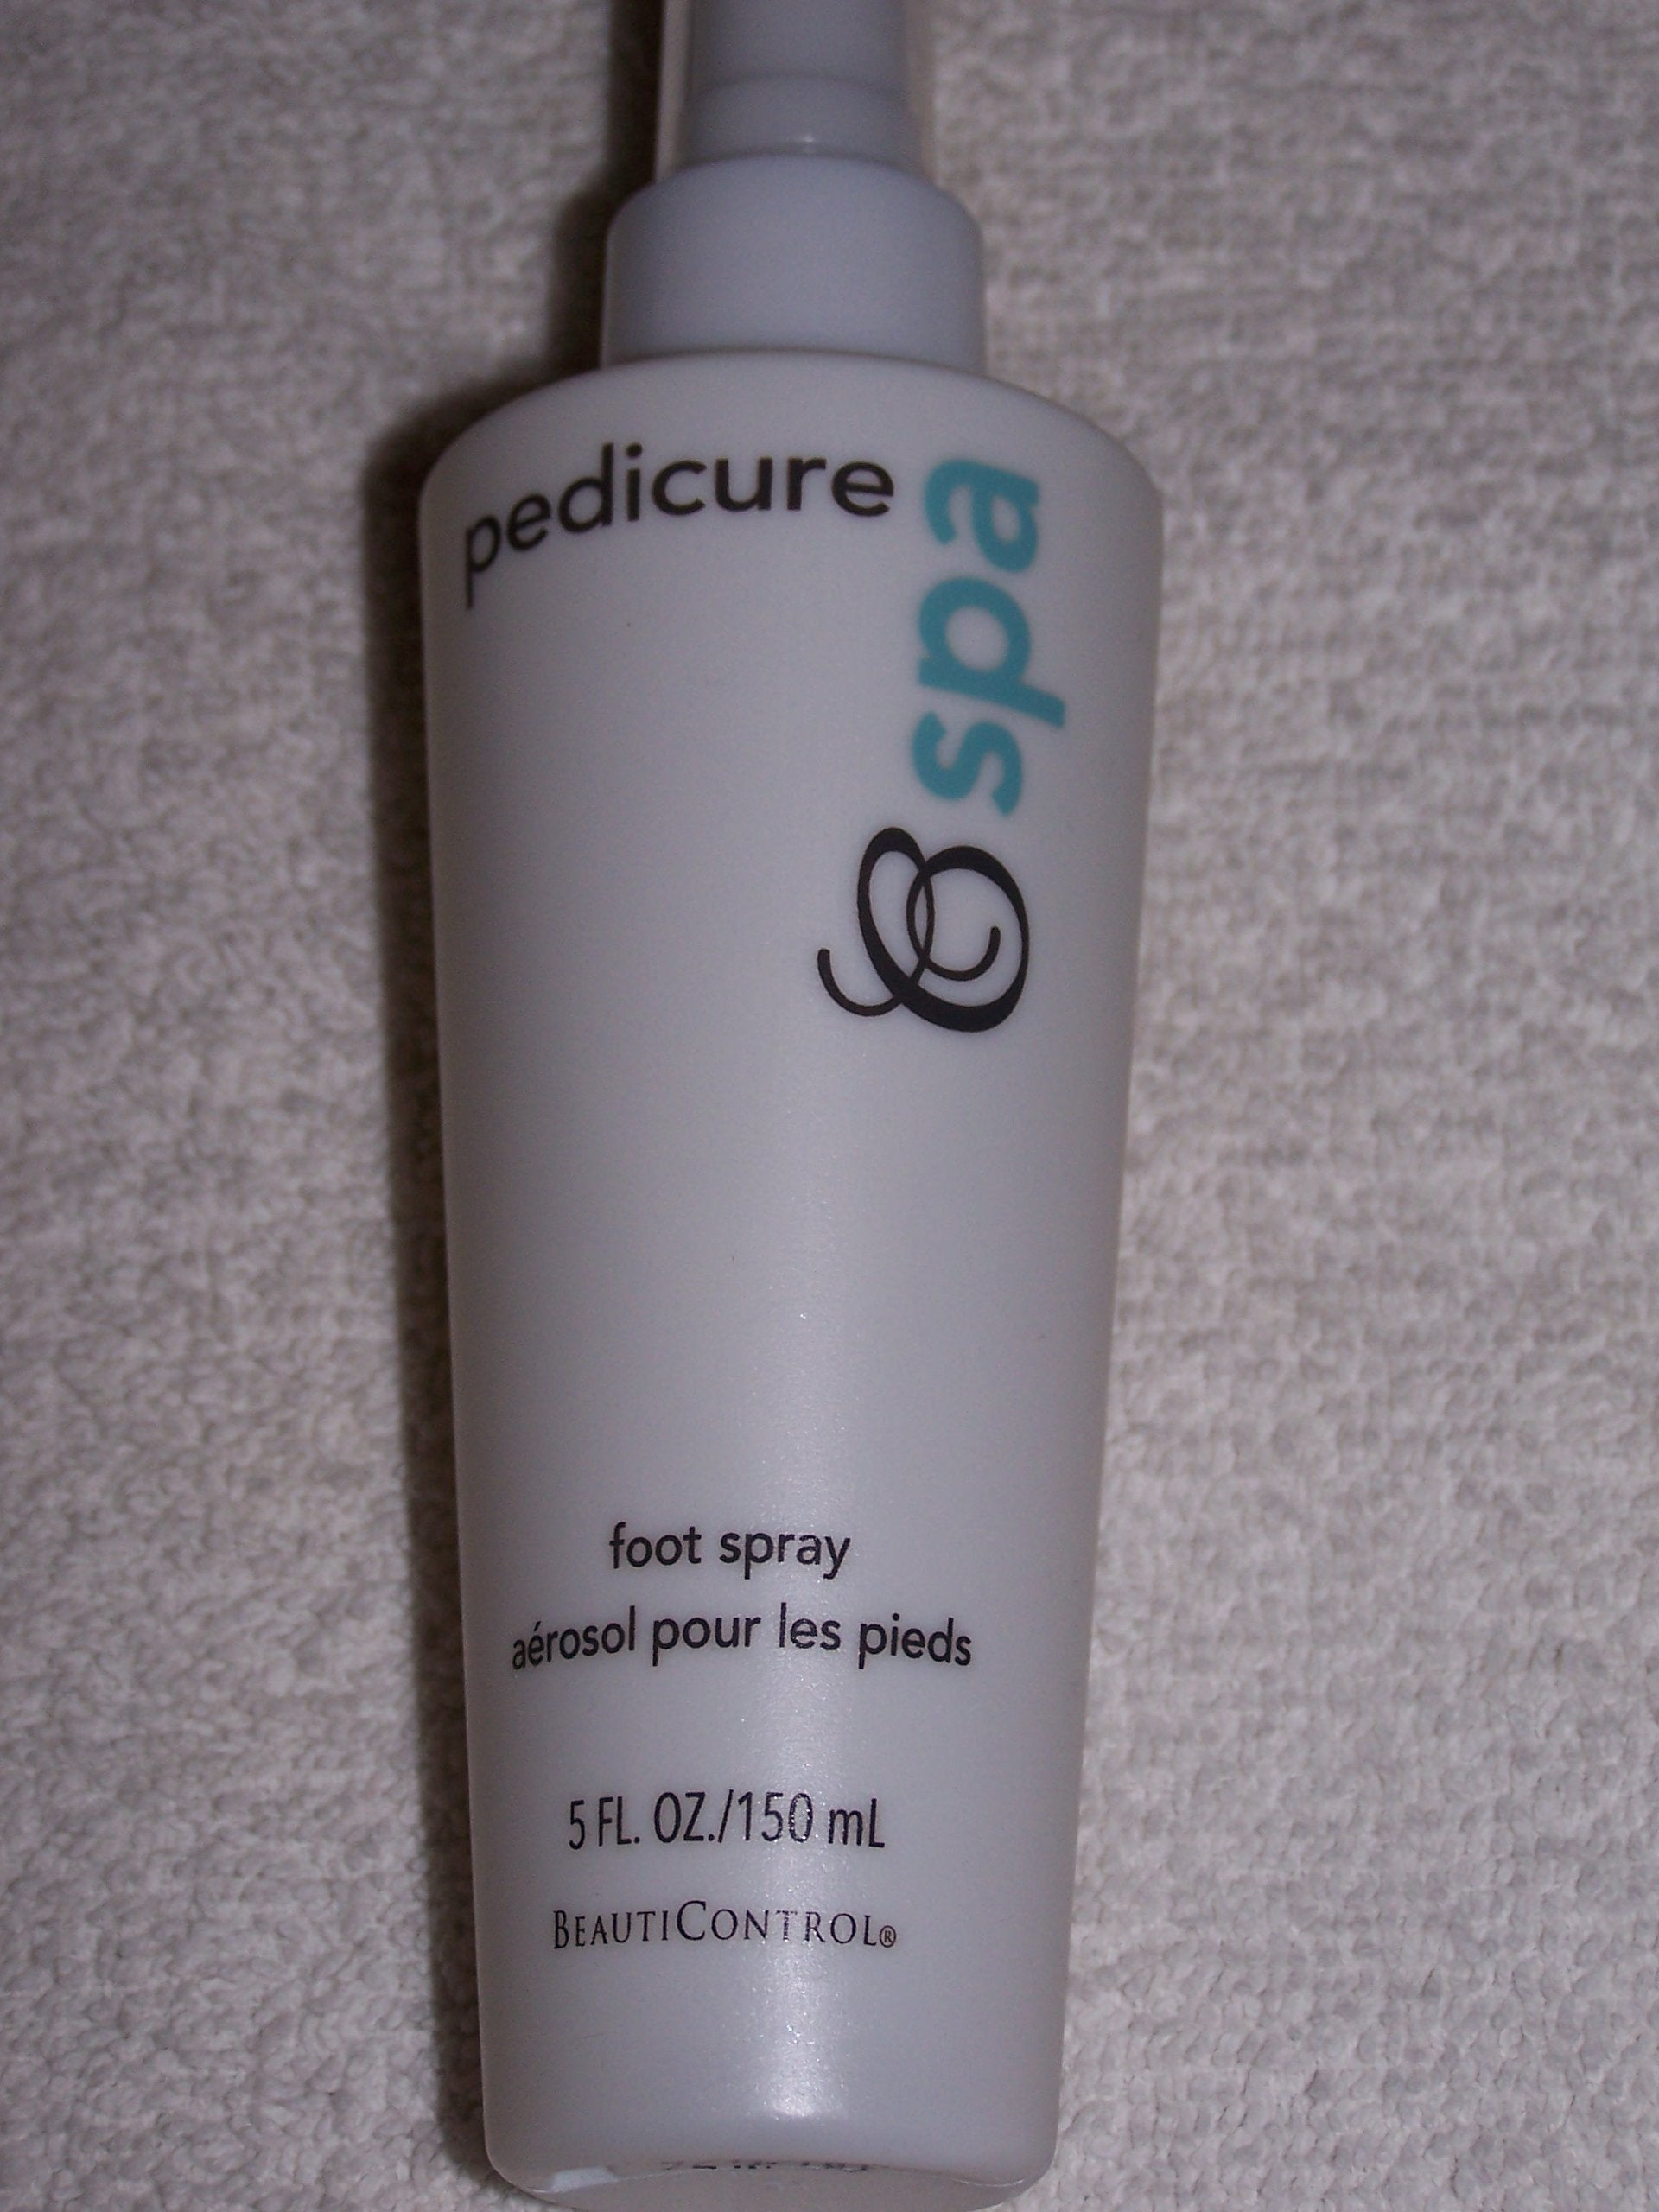 pedicure
spa
foot spray
aérosol pour les pieds
5 FL. OZ./150 mL
BEAUTICONTROL®